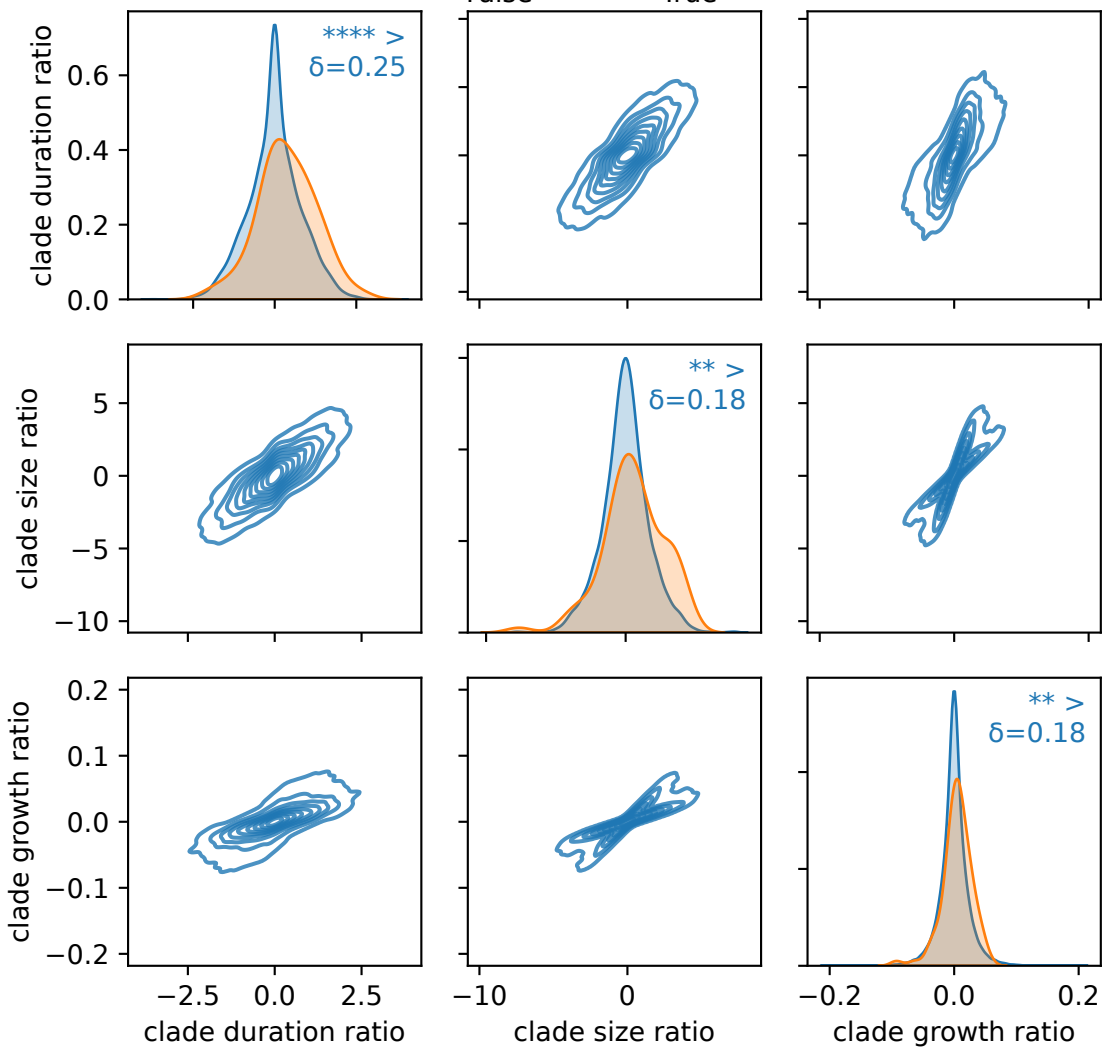 False True
clade duration ratio
0.6
0.4
0.2
0.0
**** >
δ=0.25
clade size ratio
5
0
−5
−10
** >
δ=0.18
clade growth ratio
0.2
0.1
0.0
−0.1
−0.2
** >
δ=0.18
−2.5 0.0 2.5
−10 0
−0.2 0.0 0.2
clade duration ratio
clade size ratio
clade growth ratio